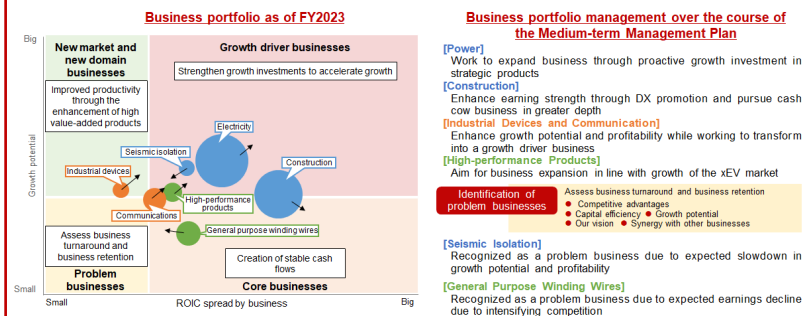 Business portfolio as of FY2023
Big
New market and
new domain
businesses
Growth driver businesses
Strengthen growth investments to accelerate growth
Improved productivity
through the
enhancement of high
value-added products
Growth potential
Electricity
Seismic isolation
Construction
Industrial devices
High-performance
products
Communications
General purpose winding wires
Assess business
turnaround and
business retention
Creation of stable cash
flows
Problem
businesses
Core businesses
Small
Small
ROIC spread by business
Big
Business portfolio management over the course of
the Medium-term Management Plan
[Power]
Work to expand business through proactive growth investment in
strategic products
[Construction]
Enhance earning strength through DX promotion and pursue cash
cow business in greater depth
[Industrial Devices and Communication]
Enhance growth potential and profitability while working to transform
into a growth driver business
[High-performance Products]
Aim for business expansion in line with growth of the xEV market
Identification of
problem businesses
Assess business turnaround and business retention
● Competitive advantages
● Capital efficiency ● Growth potential
● Our vision ● Synergy with other businesses
[Seismic Isolation]
Recognized as a problem business due to expected slowdown in
growth potential and profitability
[General Purpose Winding Wires]
Recognized as a problem business due to expected earnings decline
due to intensifying competition